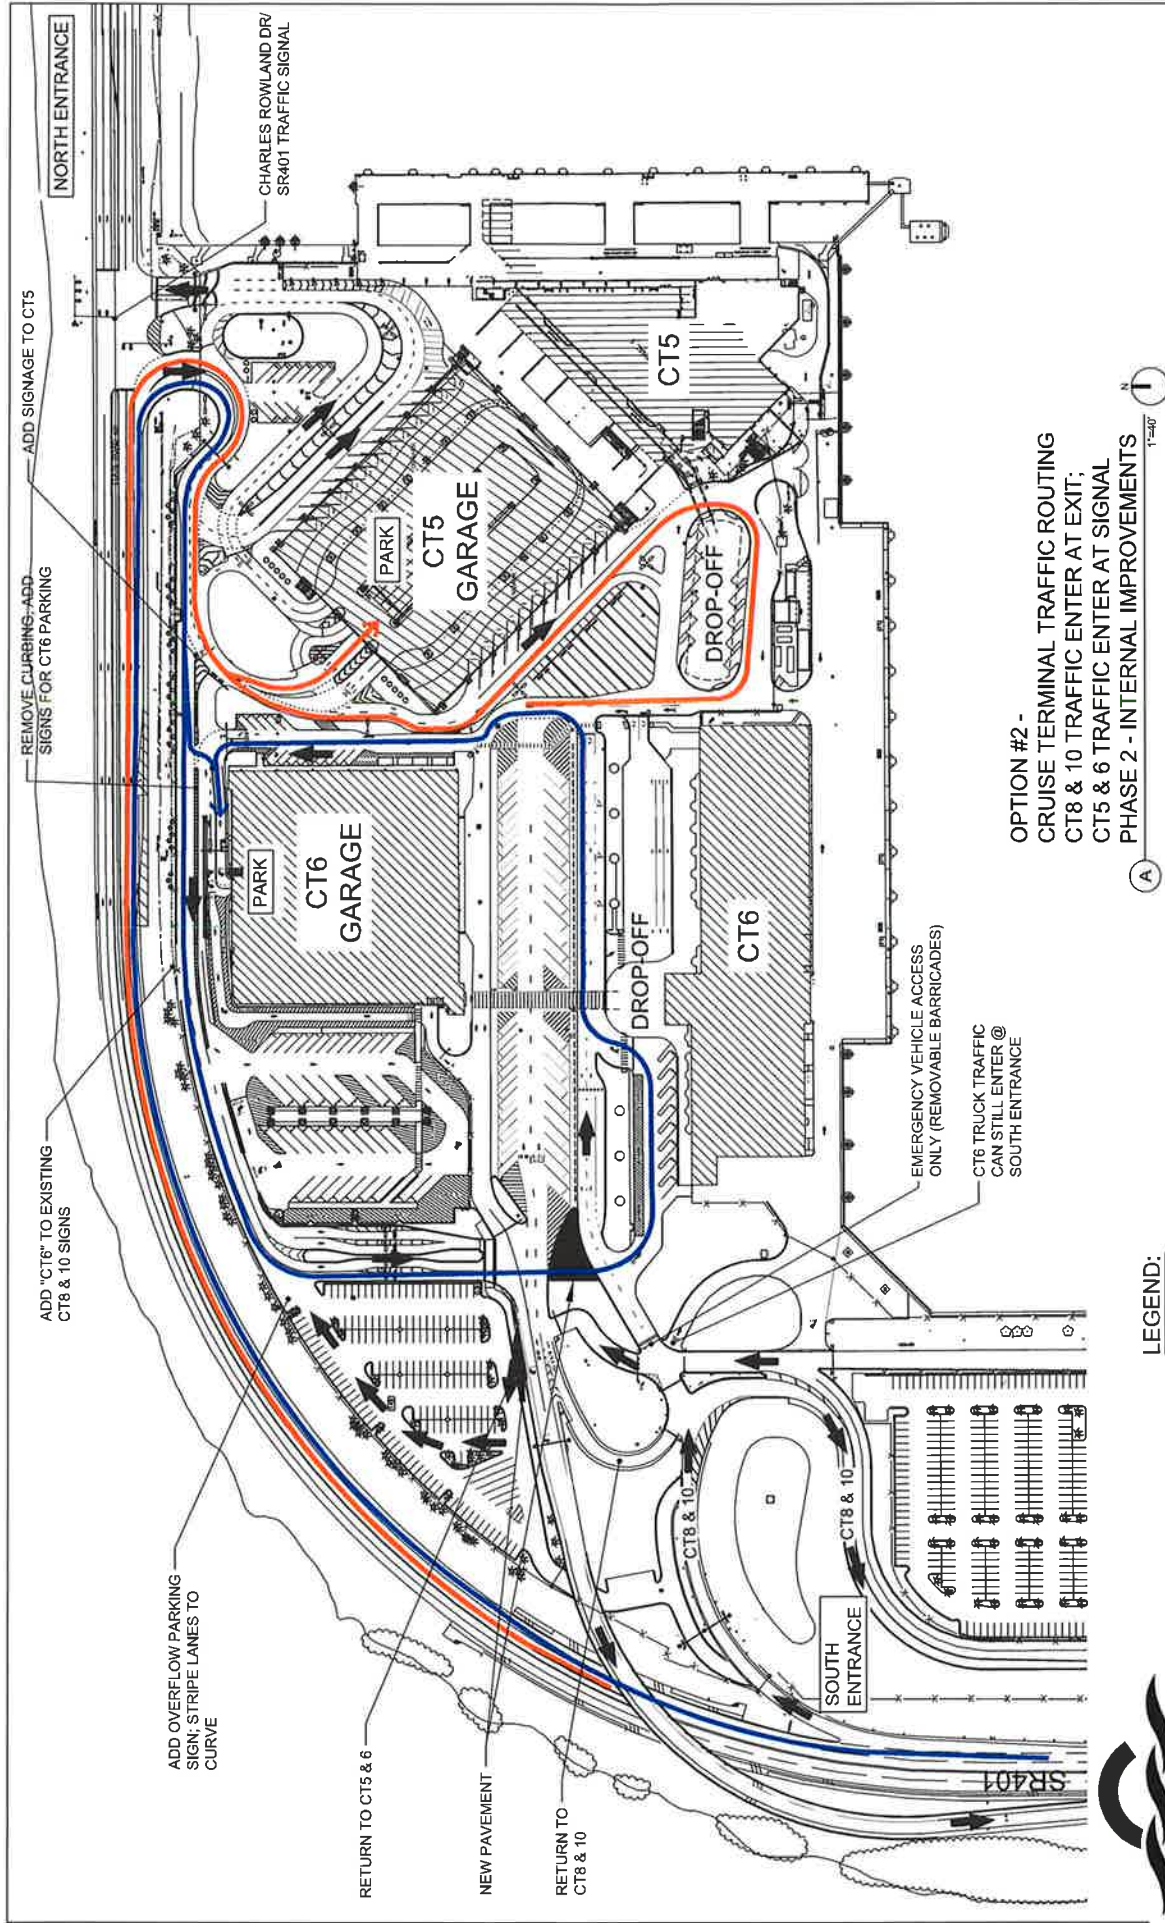 NORTH ENTRANCE
CHARLES ROWLAND DR/
SR401 TRAFFIC SIGNAL
ADD SIGNAGE TO CT5
REMOVE CURBING; ADD
SIGNS FOR CT6 PARKING
ADD "CT6" TO EXISTING
CT8 & 10 SIGNS
ADD OVERFLOW PARKING
SIGN; STRIPE LANES TO
CURVE
RETURN TO CT5 & 6
NEW PAVEMENT
RETURN TO
CT8 & 10
PARK
CT5
GARAGE
CT5
DROP-OFF
PARK
CT6
GARAGE
DROP-OFF
CT6
EMERGENCY VEHICLE ACCESS
ONLY (REMOVABLE BARRICADES)
CT6 TRUCK TRAFFIC
CAN STILL ENTER @
SOUTH ENTRANCE
CT8 & 10
CT8 & 10
SOUTH
ENTRANCE
SR401
OPTION #2 -
CRUISE TERMINAL TRAFFIC ROUTING
CT8 & 10 TRAFFIC ENTER AT EXIT;
CT5 & 6 TRAFFIC ENTER AT SIGNAL
PHASE 2 - INTERNAL IMPROVEMENTS
A
1"=40'
N
LEGEND: